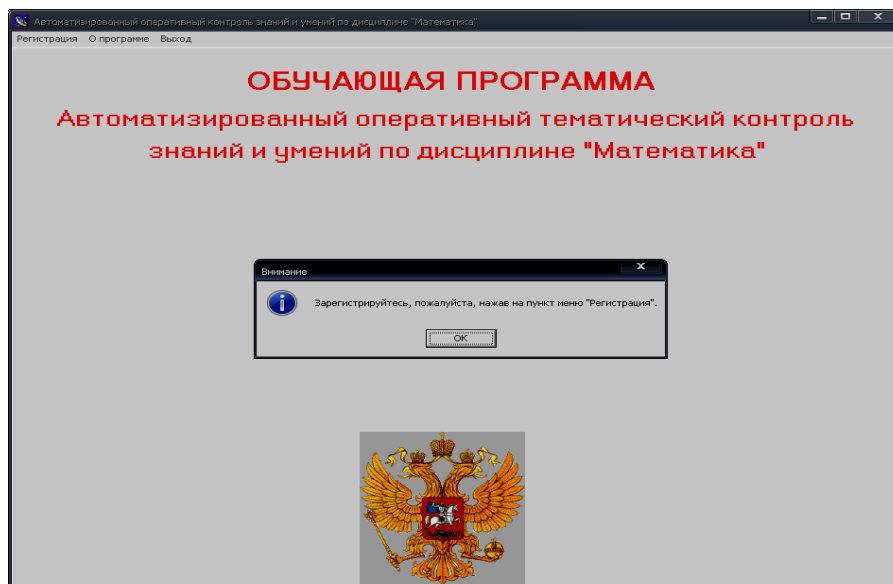 Автоматизированный оперативный контроль знаний и умений по дисциплине "Математика"
Регистрация О программе Выход
ОБУЧАЮЩАЯ ПРОГРАММА
Автоматизированный оперативный тематический контроль
знаний и умений по дисциплине "Математика"
Внимание
Зарегистрируйтесь, пожалуйста, нажав на пункт меню "Регистрация".
OK